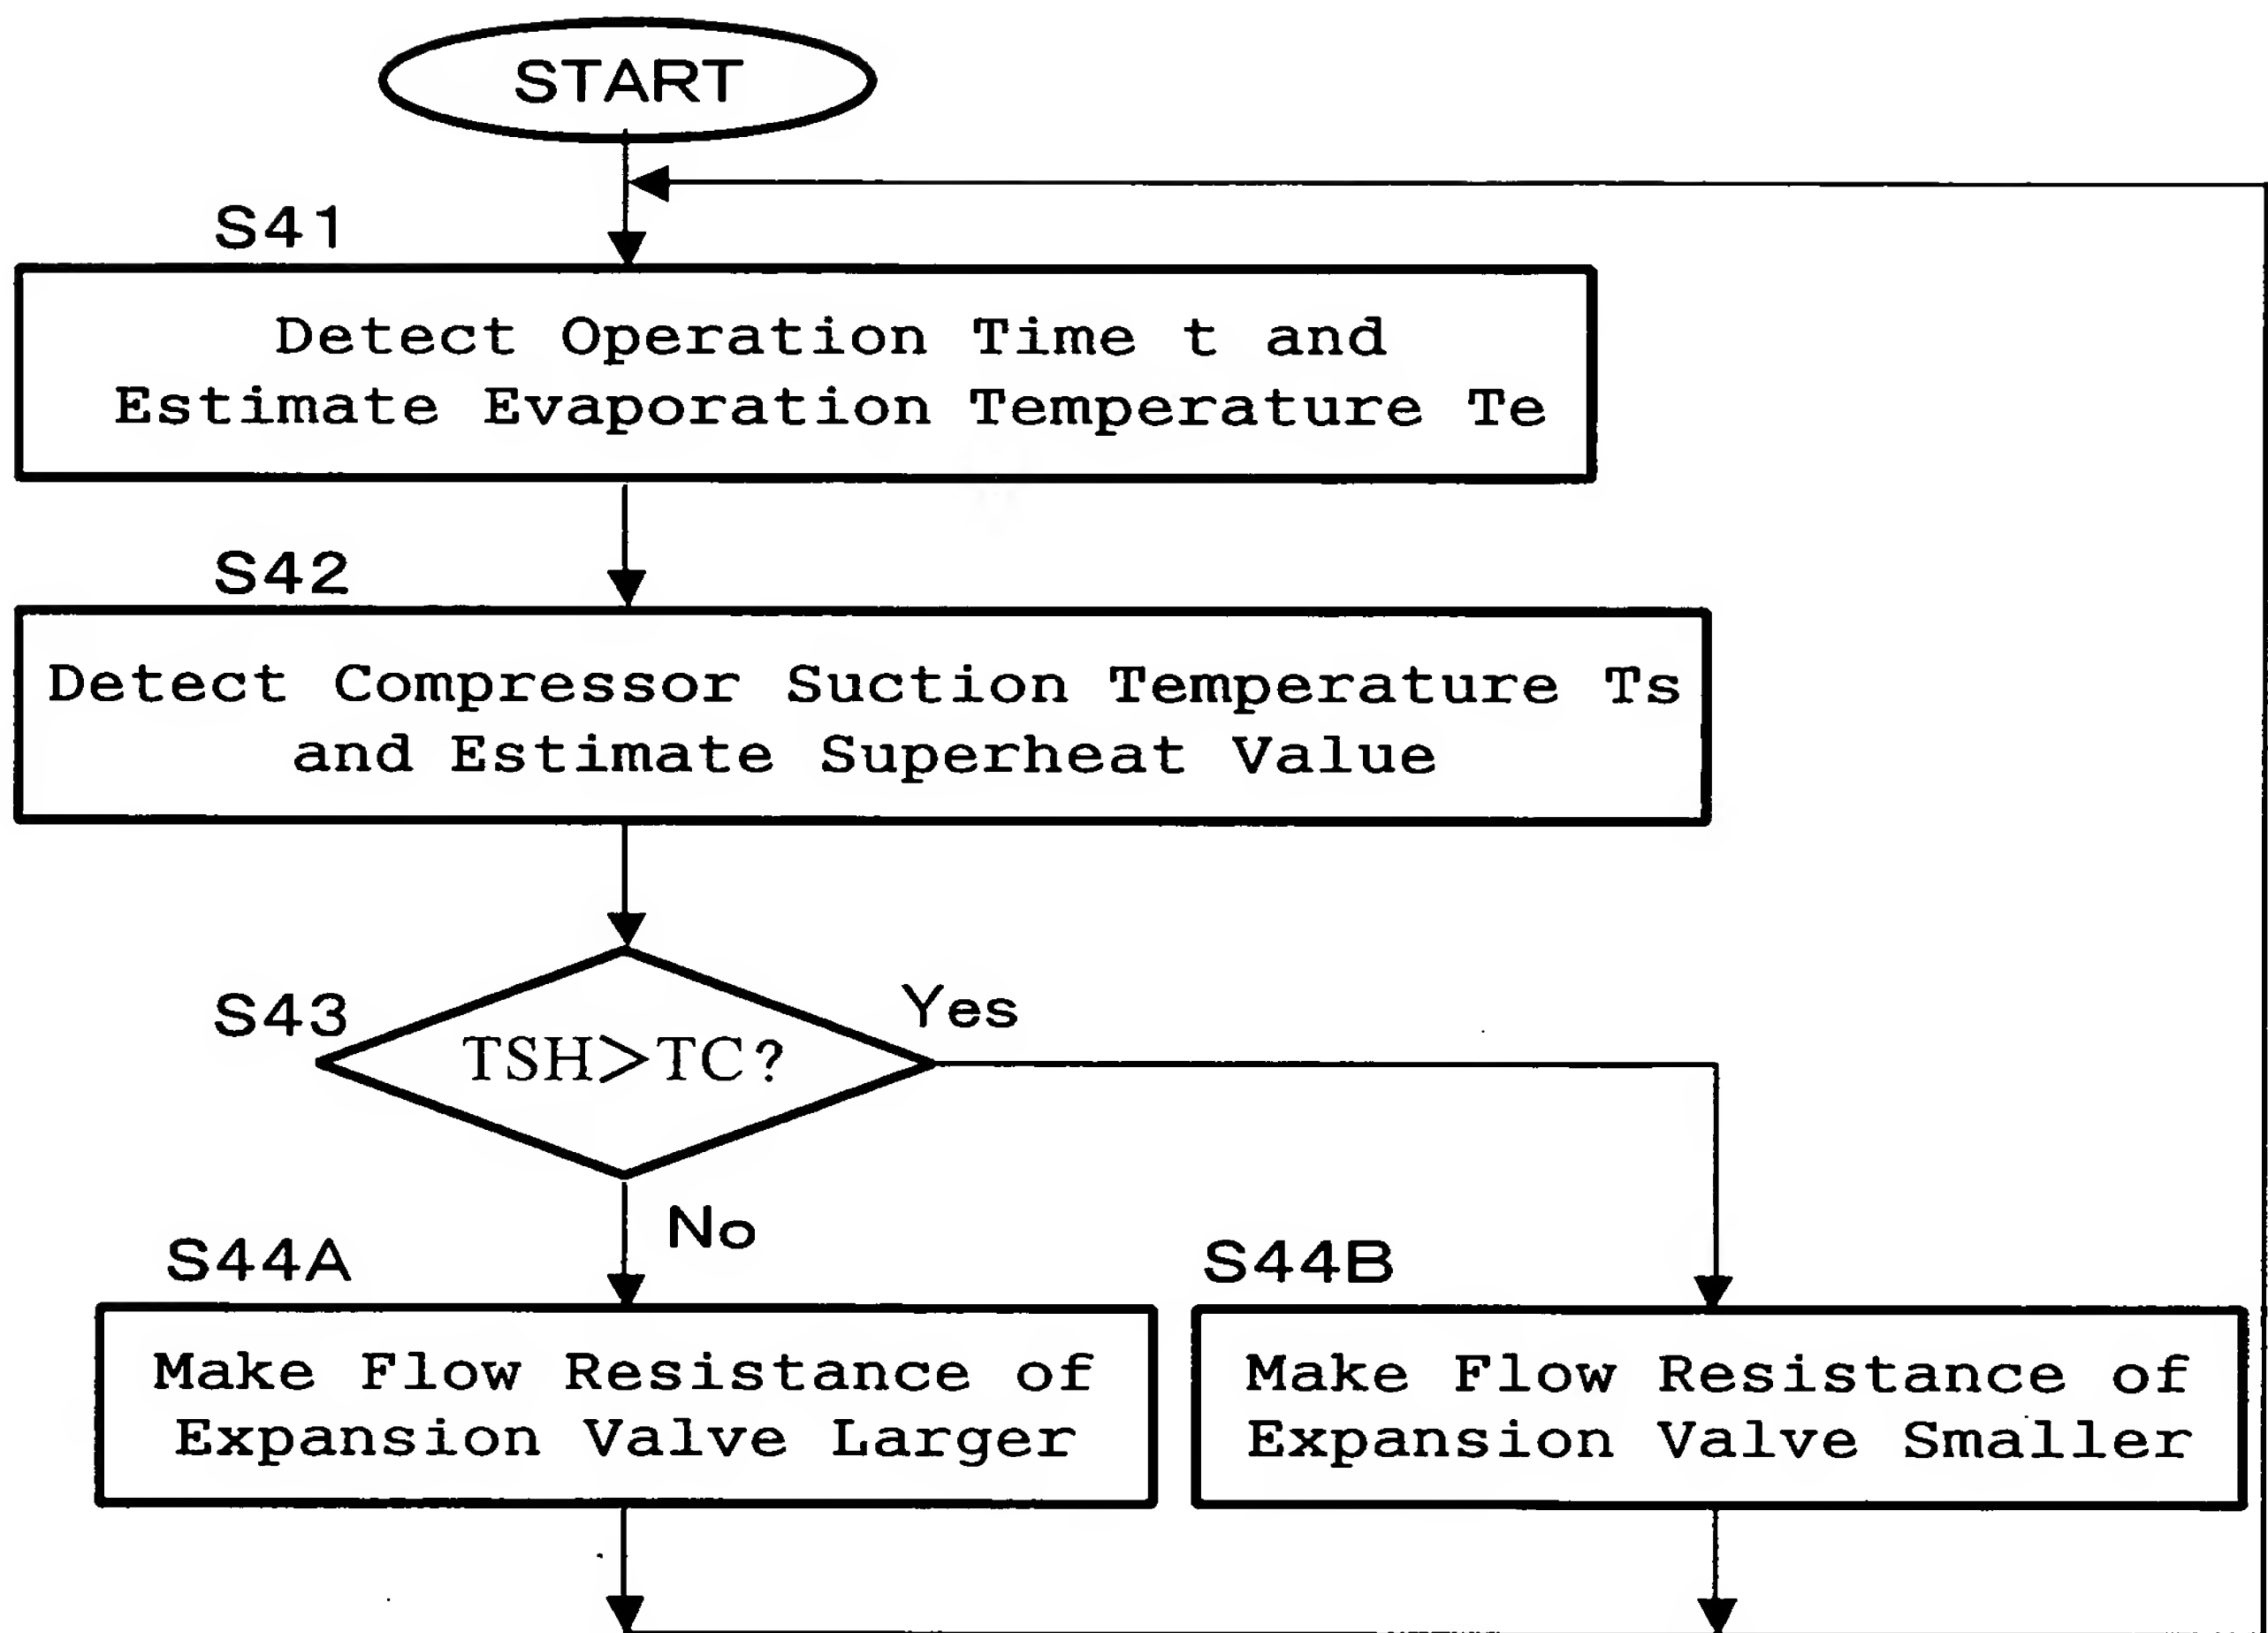 START
S41
Detect Operation Time t and
Estimate Evaporation Temperature Te
S42
Detect Compressor Suction Temperature Ts
and Estimate Superheat Value
S43
TSH>TC?
Yes
No
S44A
Make Flow Resistance of
Expansion Valve Larger
S44B
Make Flow Resistance of
Expansion Valve Smaller